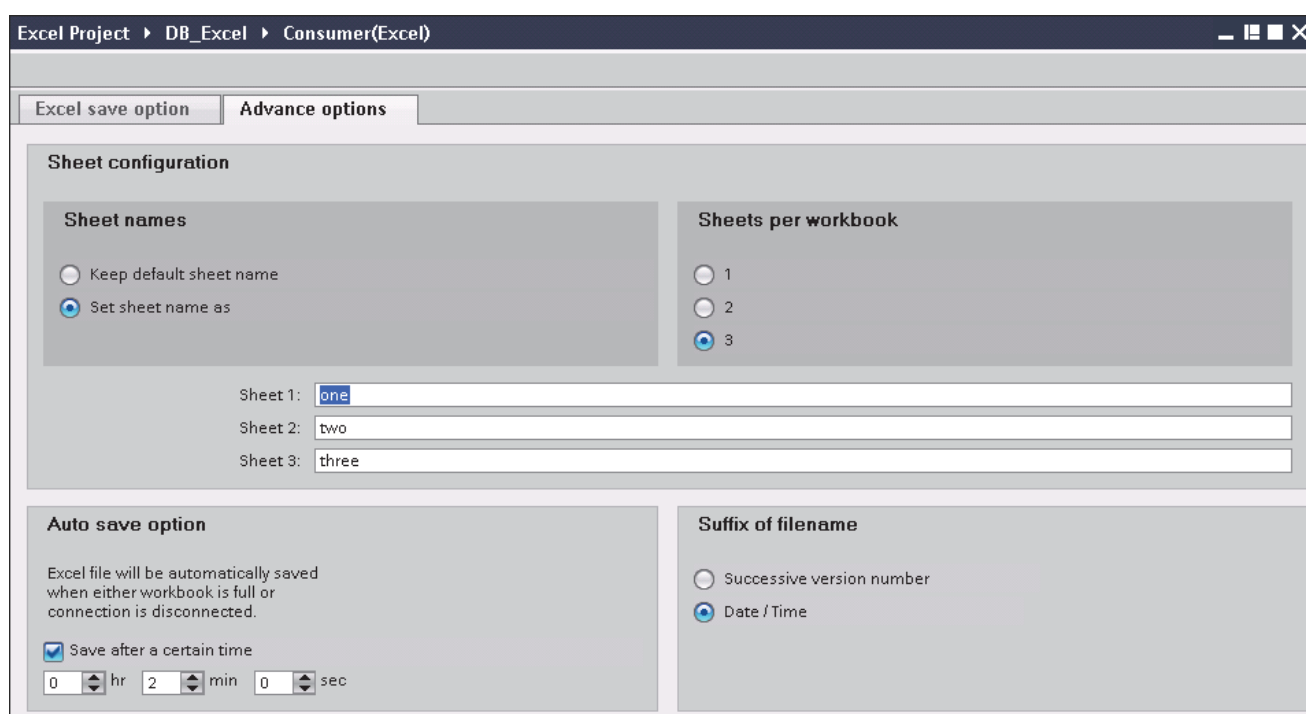 Excel Project ▸ DB_Excel ▸ Consumer(Excel)
Excel save option
Advance options
Sheet configuration
Sheet names
Keep default sheet name
Set sheet name as
Sheets per workbook
1
2
3
Sheet 1: one
Sheet 2: two
Sheet 3: three
Auto save option
Excel file will be automatically saved
when either workbook is full or
connection is disconnected.
Save after a certain time
0 hr 2 min 0 sec
Suffix of filename
Successive version number
Date / Time